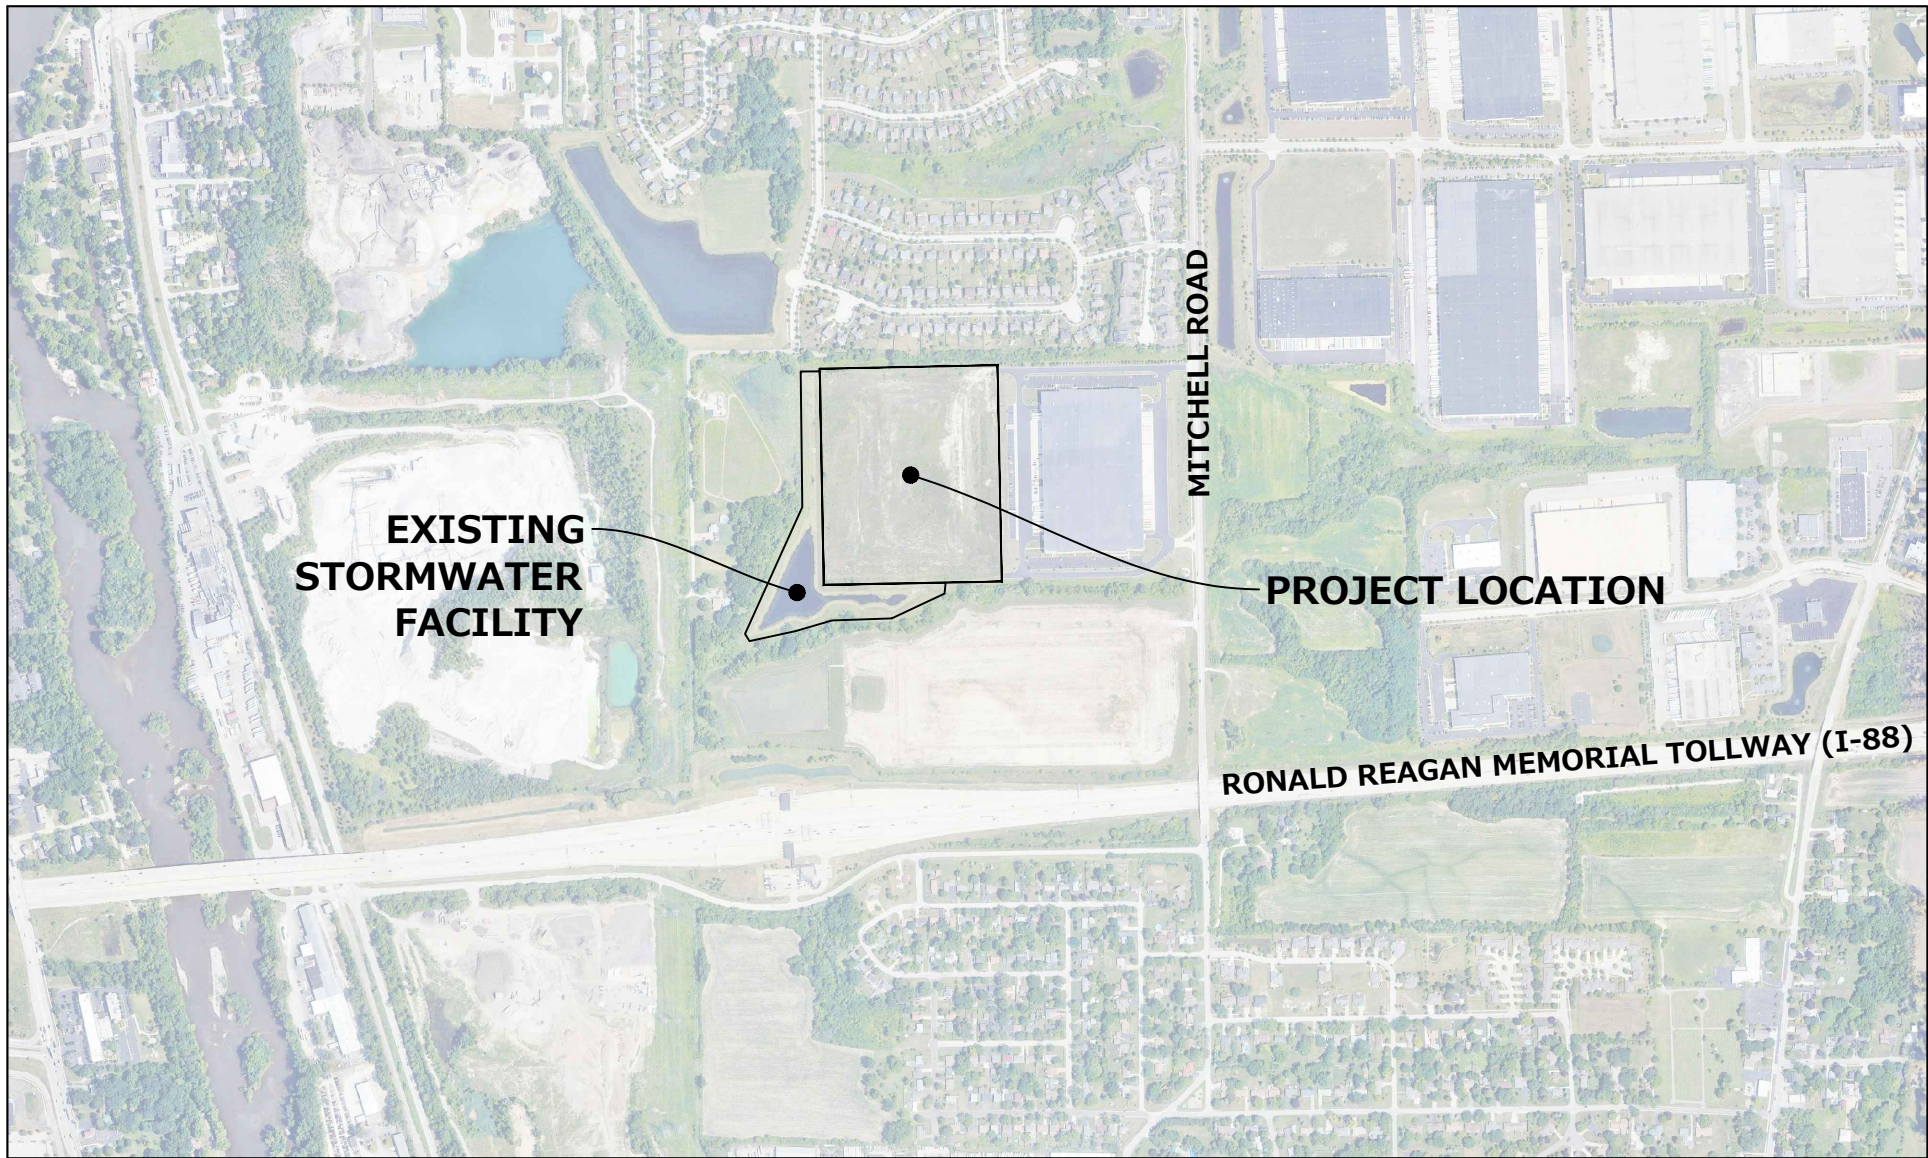 MITCHELL ROAD
EXISTING
STORMWATER
FACILITY
PROJECT LOCATION
RONALD REAGAN MEMORIAL TOLLWAY (I-88)